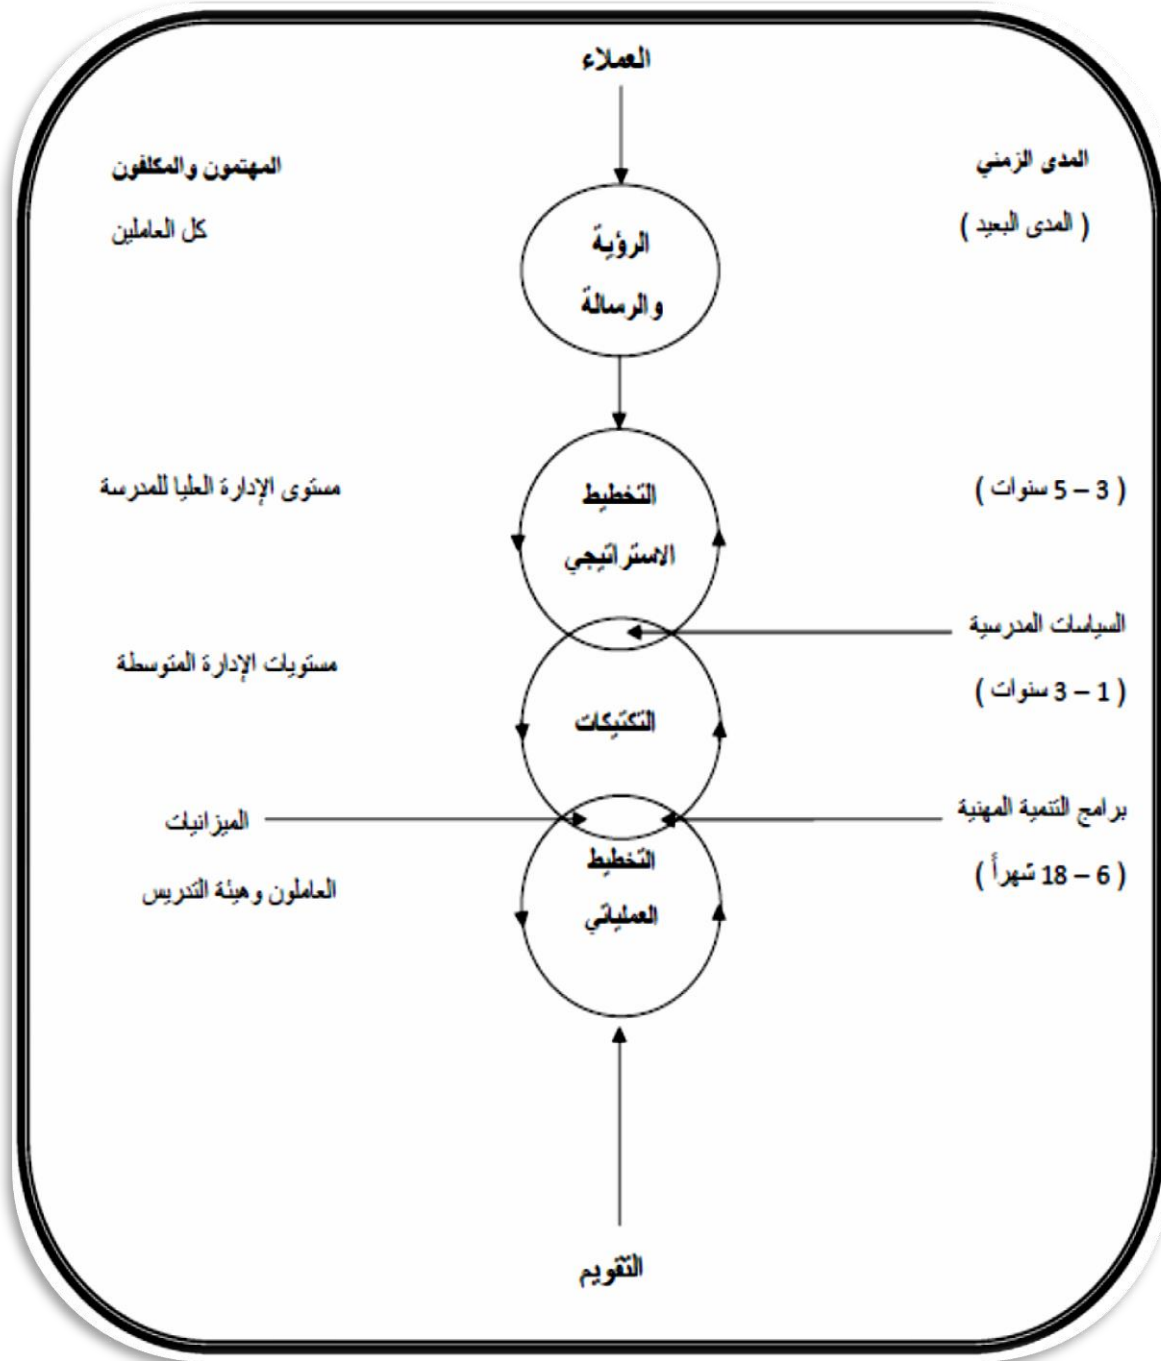 العملاء
المدى الزمني
المهتمون والمكلفون
( المدى البعيد )
كل العاملين
الرؤية
والرسالة
( 3 – 5 سنوات )
التخطيط
مستوى الإدارة العليا للمدرسة
الاستراتيجي
السياسات المدرسية
مستويات الإدارة المتوسطة
( 1 – 3 سنوات )
التكتيكات
برامج التنمية المهنية
الميزانيات
التخطيط
( 6 – 18 شهراً )
العاملون وهيئة التدريس
العملياتي
التقويم